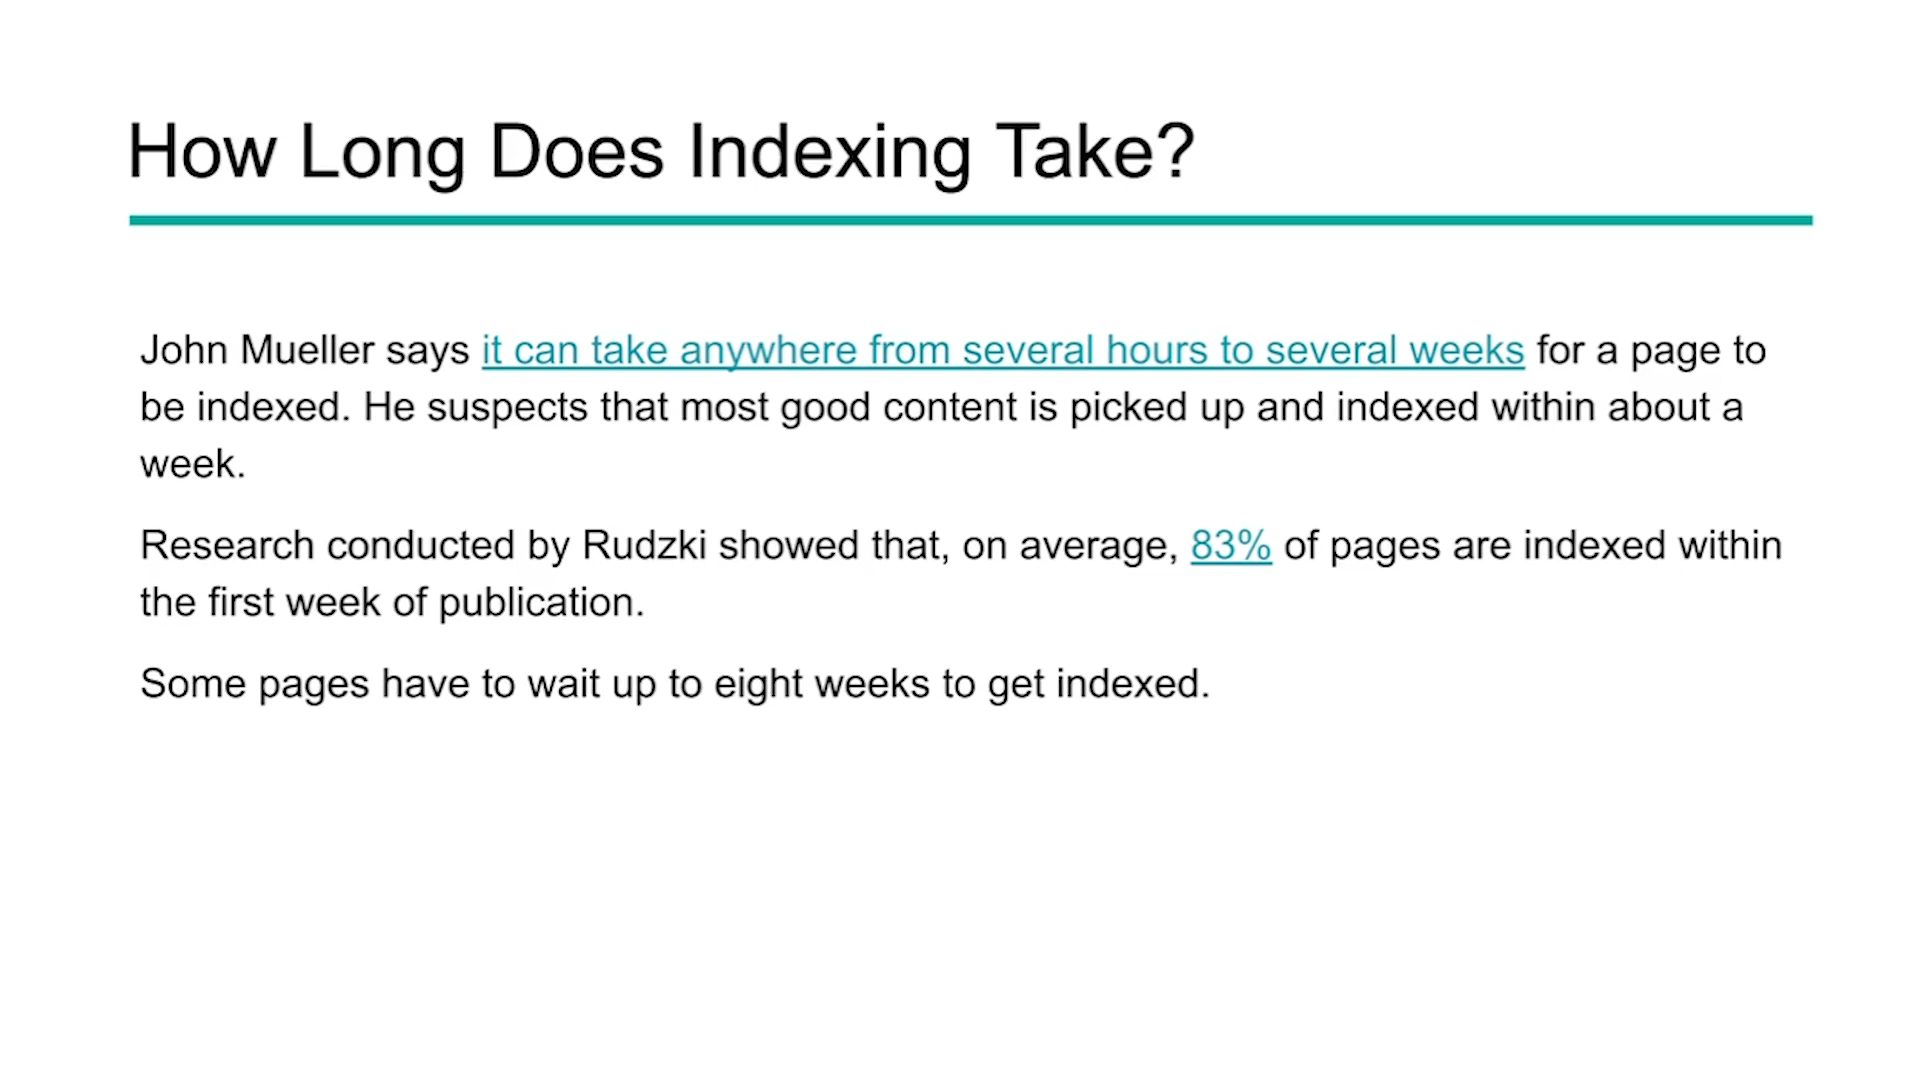 How Long Does Indexing Take?
John Mueller says it can take anywhere from several hours to several weeks for a page to
be indexed. He suspects that most good content is picked up and indexed within about a
week.
Research conducted by Rudzki showed that, on average, 83% of pages are indexed within
the first week of publication.
Some pages have to wait up to eight weeks to get indexed.